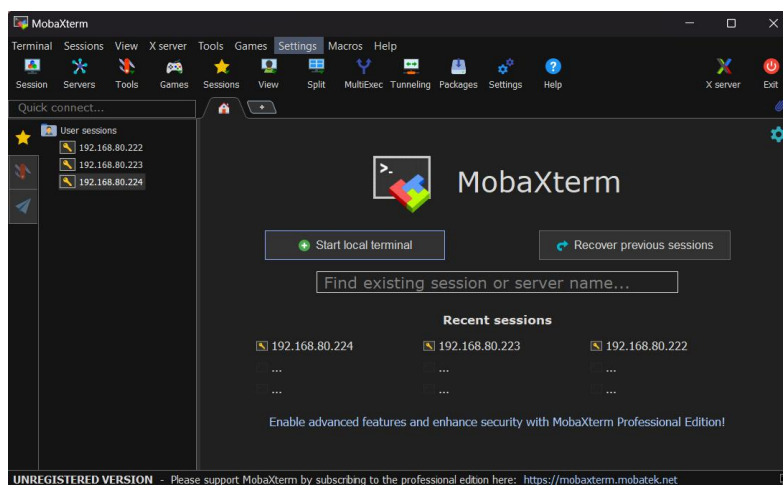 MobaXterm
Terminal Sessions View X server Tools Games Settings Macros Help
Session Servers Tools Games Sessions View Split MultiExec Tunneling Packages Settings Help X server Exit
Quick connect...
User sessions
192.168.80.222
192.168.80.223
192.168.80.224
>_
MobaXterm
Start local terminal
Recover previous sessions
Find existing session or server name...
Recent sessions
192.168.80.224 192.168.80.223 192.168.80.222
... ... ...
... ... ...
Enable advanced features and enhance security with MobaXterm Professional Edition!
UNREGISTERED VERSION - Please support MobaXterm by subscribing to the professional edition here: https://mobaxterm.mobatek.net